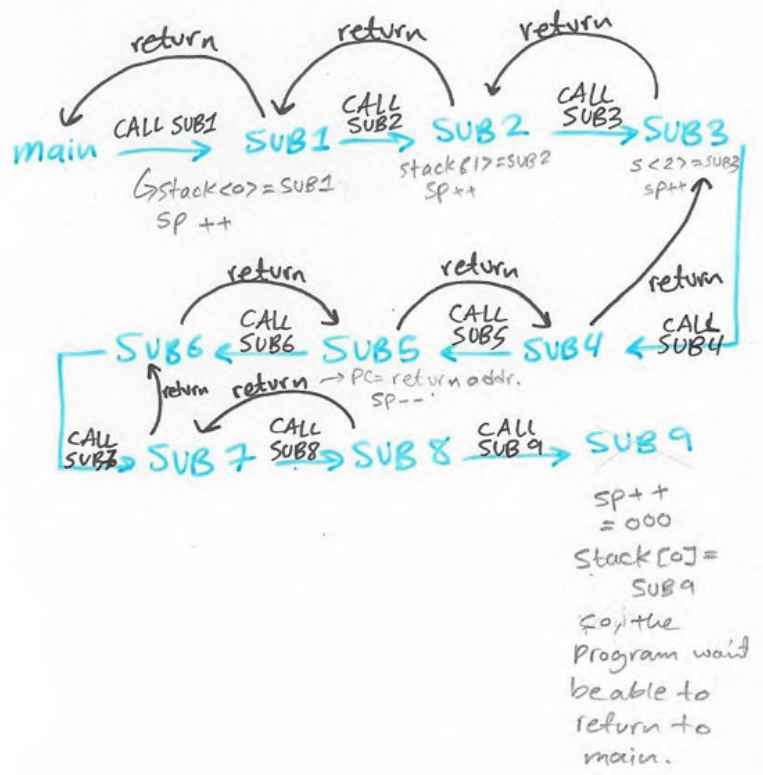 return return return
main CALL SUB1 SUB1 CALL SUB2 SUB2 CALL SUB3 SUB3
stack<0>=SUB1
SP ++
stack<1>=SUB2
SP++
S<2>=SUB3
SP++
return return return
SUB6 CALL SUB6 SUB5 CALL SUB5 SUB4 CALL SUB4
→ PC= return addr.
SP--
return return
CALL SUB7 SUB7 CALL SUB8 SUB8 CALL SUB9 SUB9
SP++
= 000
Stack[0]=
SUB9
so, the
Program wont
be able to
return to
main.